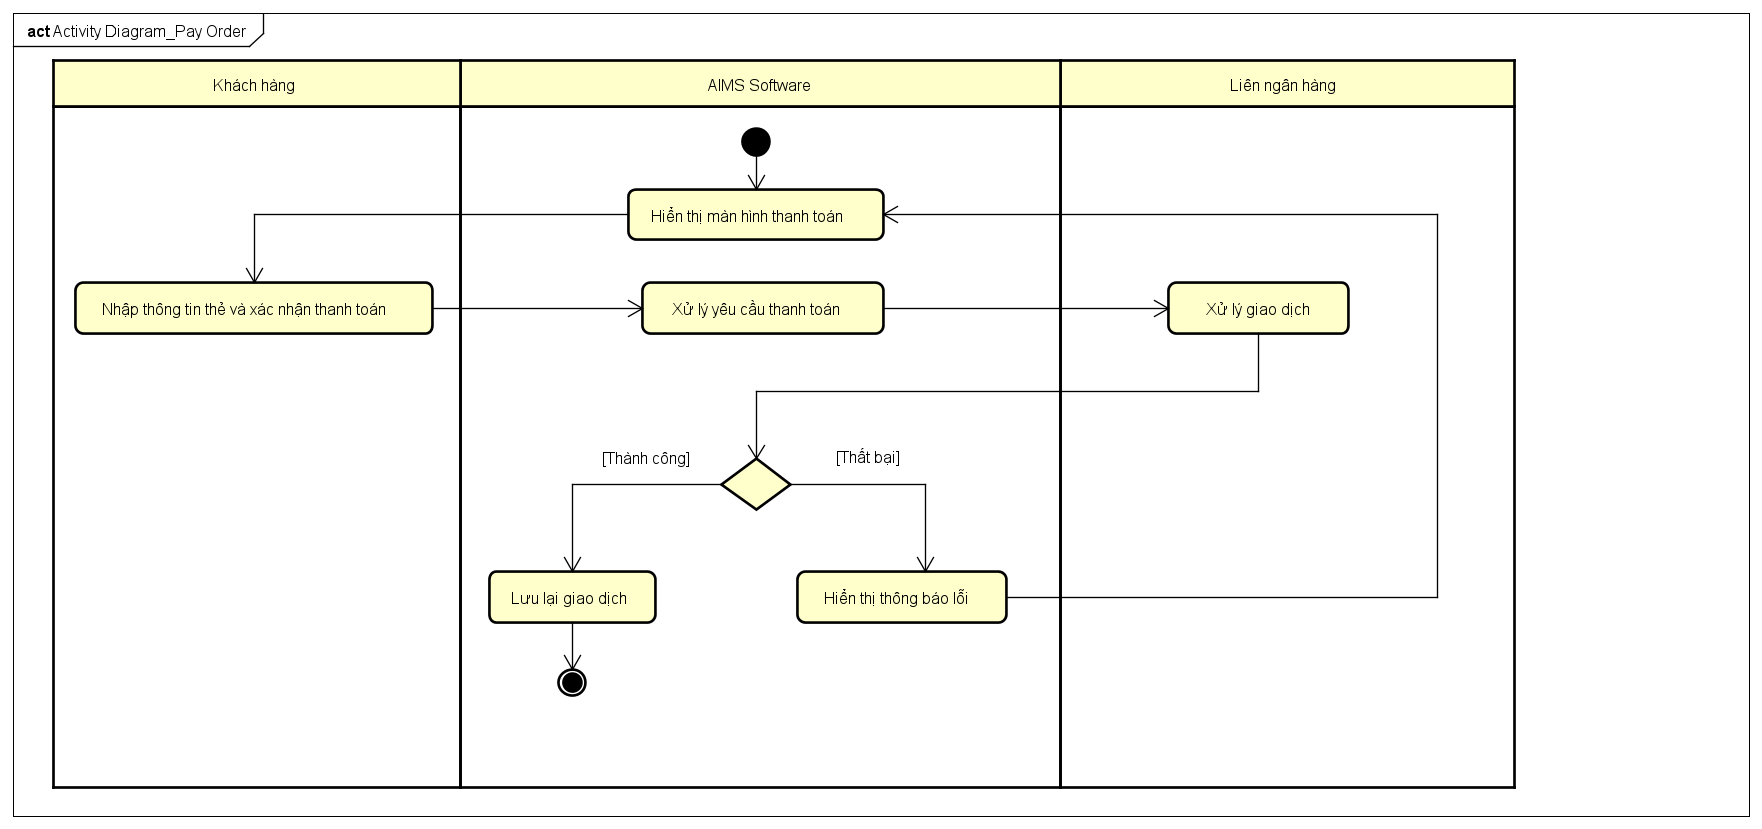 act Activity Diagram_Pay Order
Khách hàng
AIMS Software
Liên ngân hàng
Hiển thị màn hình thanh toán
Nhập thông tin thẻ và xác nhận thanh toán
Xử lý yêu cầu thanh toán
Xử lý giao dịch
[Thành công]
[Thất bại]
Lưu lại giao dịch
Hiển thị thông báo lỗi